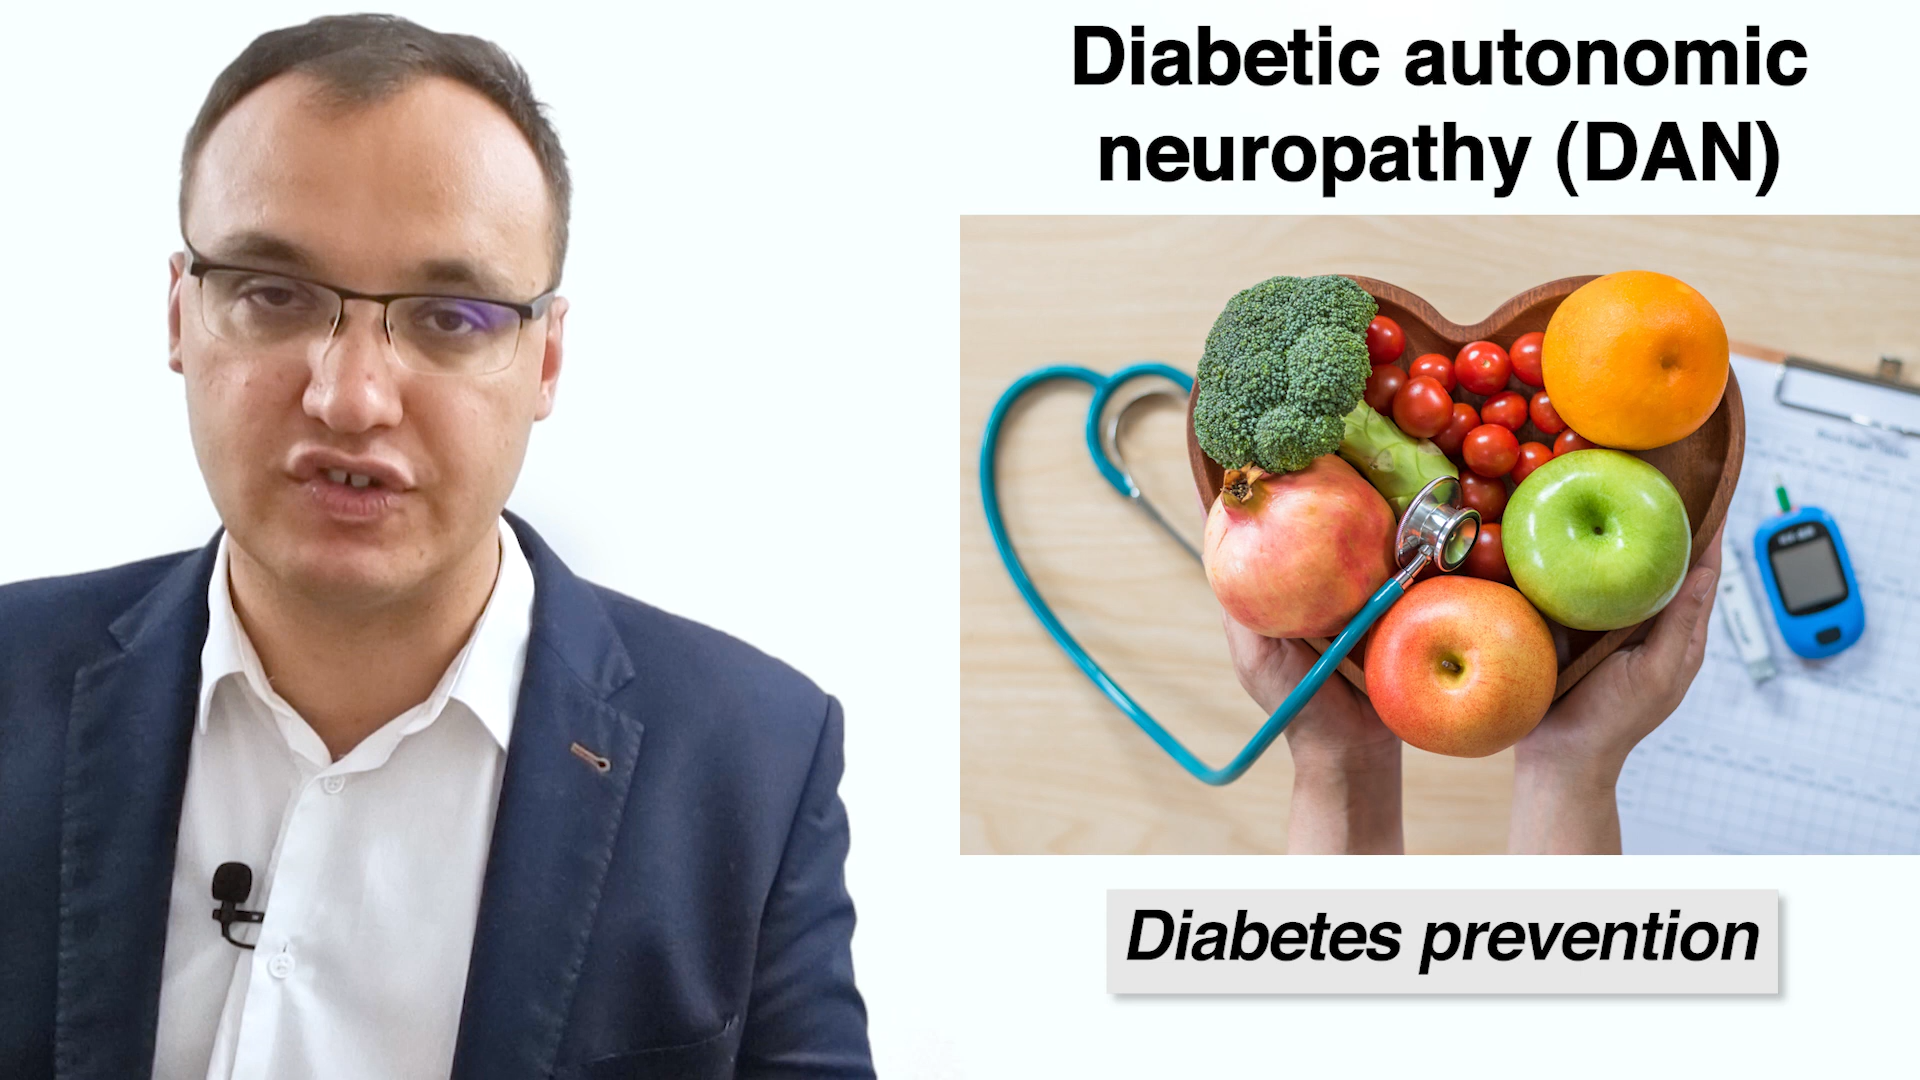 Diabetic autonomic
neuropathy (DAN)
Diabetes prevention